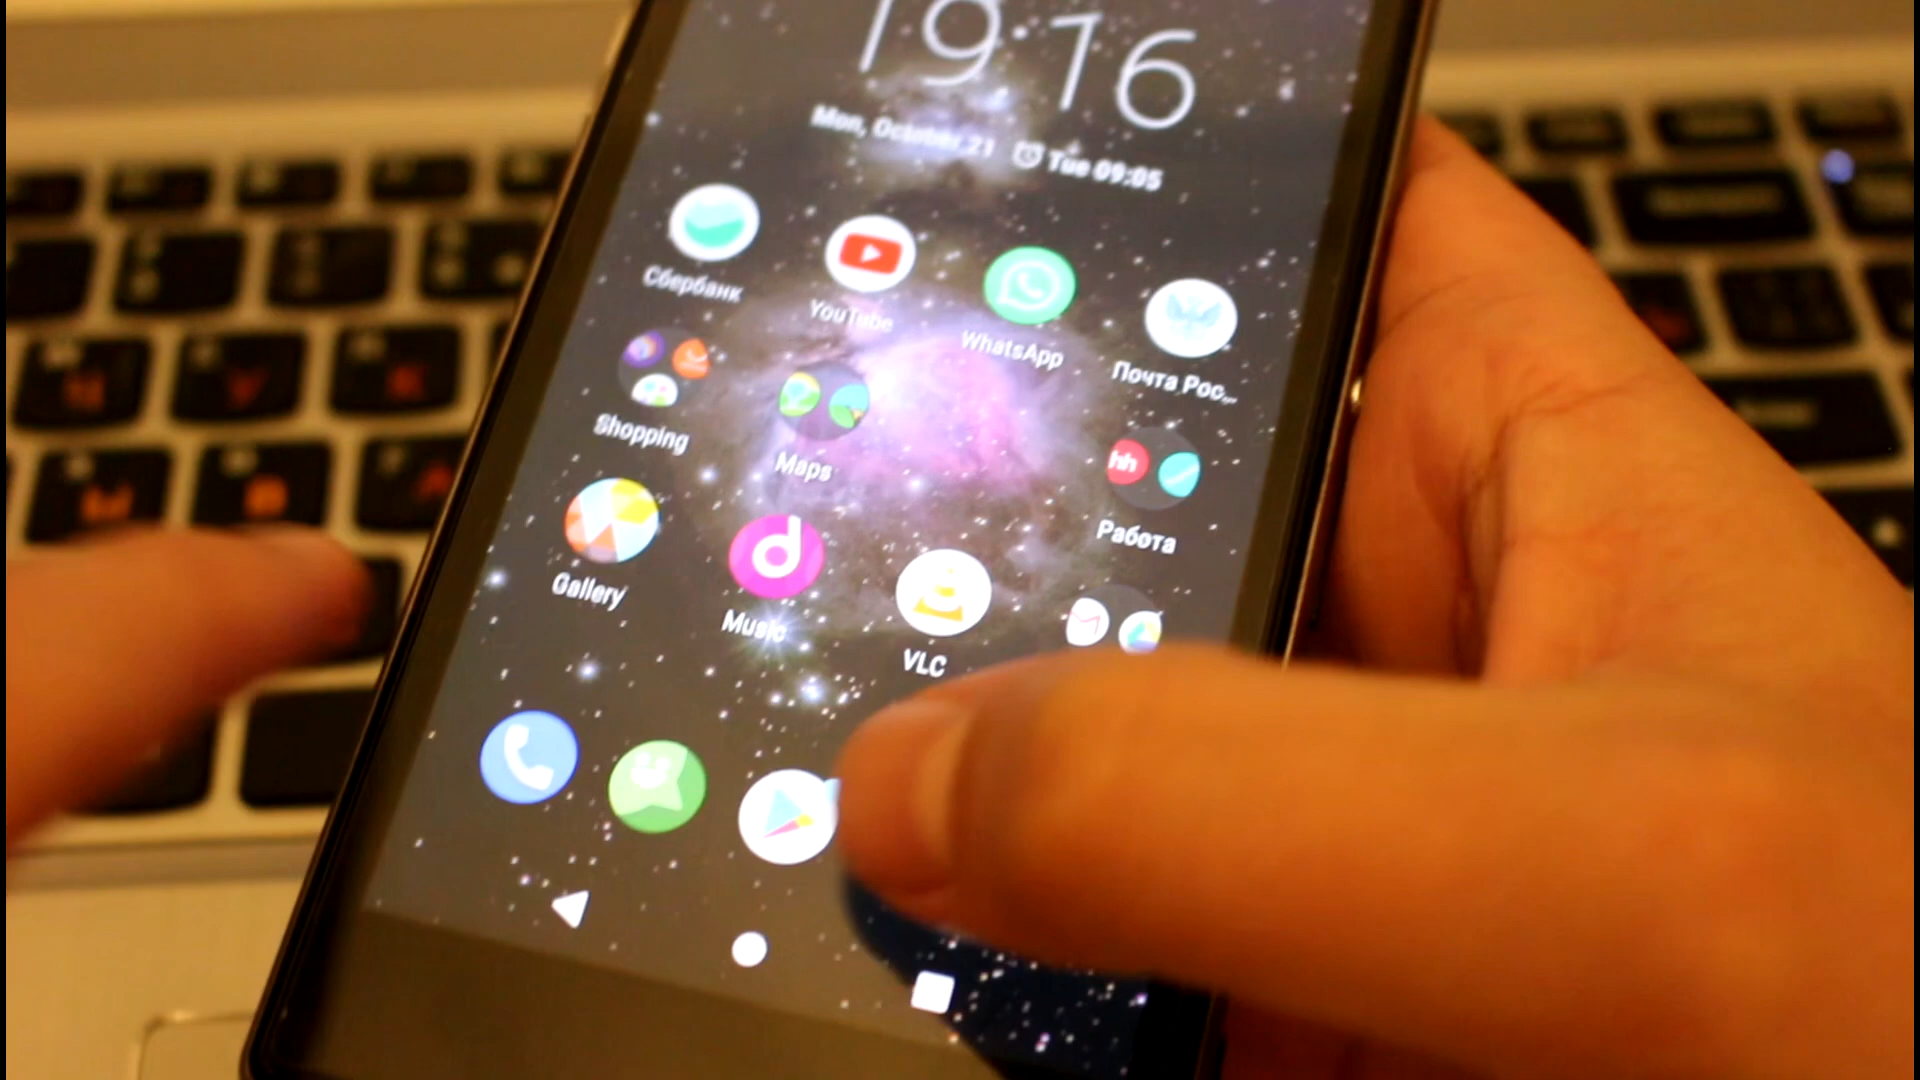 19 16
Mon, October 21 Tue 09:05
Сбербанк
YouTube
WhatsApp
Почта Рос...
Shopping
Maps
hh
Работа
Gallery
Music
VLC
Ч У К
Ы В А